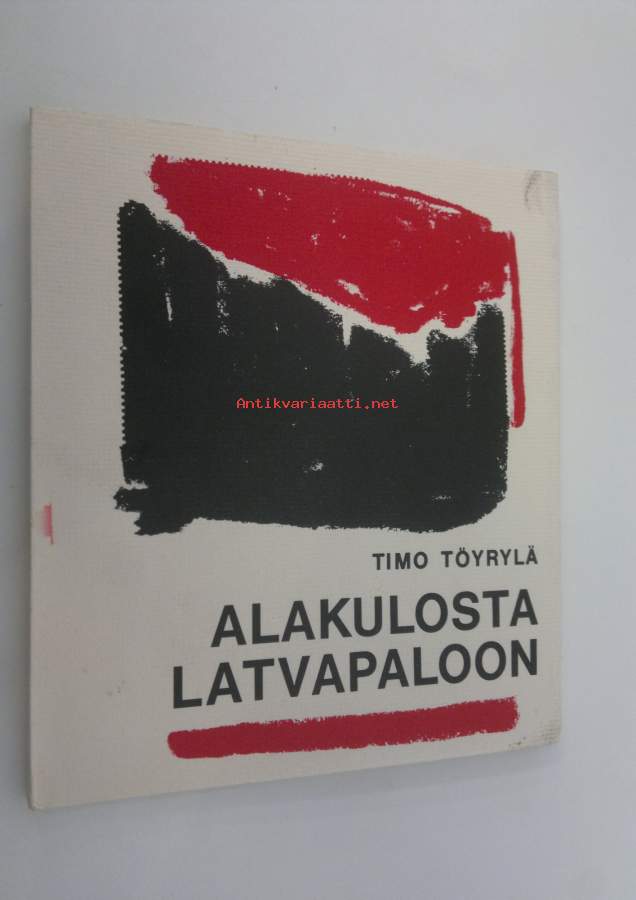 Antikvariaatti.net
TIMO TÖYRYLÄ
ALAKULOSTA
LATVAPALOON